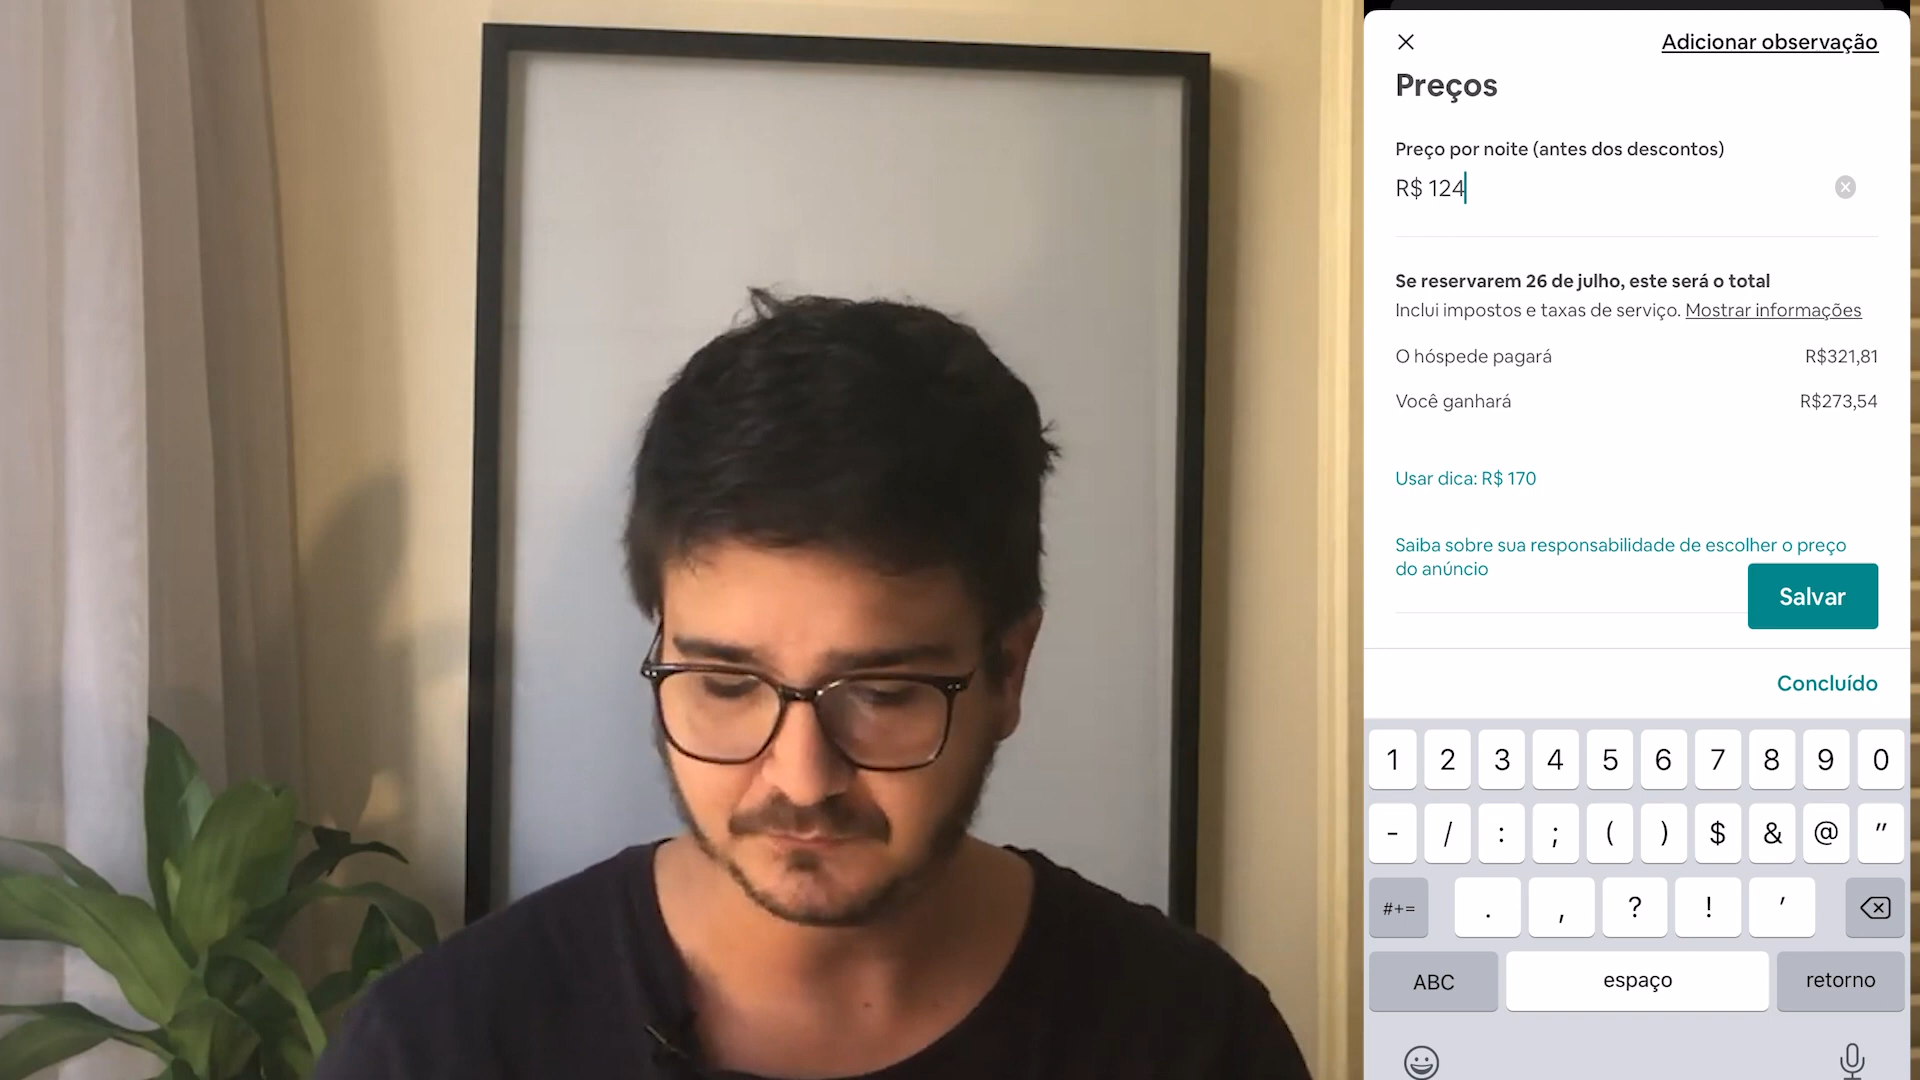 Adicionar observação
Preços
Preço por noite (antes dos descontos)
R$ 124
Se reservarem 26 de julho, este será o total
Inclui impostos e taxas de serviço. Mostrar informações
O hóspede pagará R$321,81
Você ganhará R$273,54
Usar dica: R$ 170
Saiba sobre sua responsabilidade de escolher o preço
do anúncio
Salvar
Concluído
1 2 3 4 5 6 7 8 9 0
- / : ; ( ) $ & @ "
#+= . , ? ! '
ABC espaço retorno